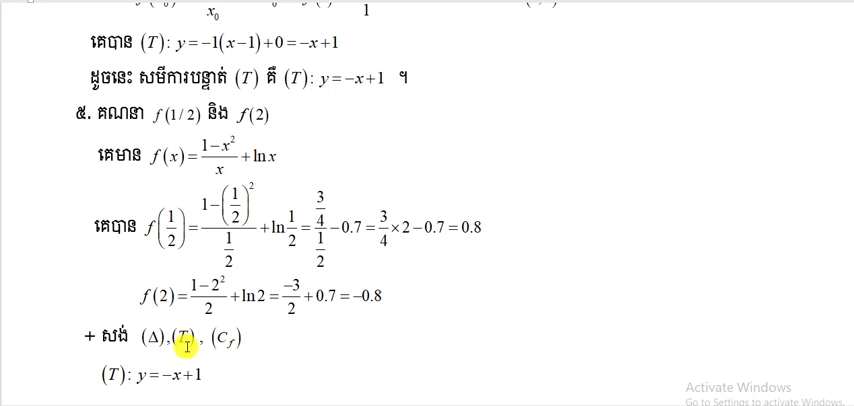 x₀ 1
គេបាន (T): y = −1(x−1)+0 = −x+1
ដូចនេះ សមីការបន្ទាត់ (T) គឺ (T): y = −x+1 ។
៥. គណនា f(1/2) និង f(2)
គេមាន f(x) = (1−x²)/x + ln x
គេបាន f(1/2) = (1−(1/2)²)/(1/2) + ln 1/2 = (3/4)/(1/2) − 0.7 = 3/4 × 2 − 0.7 = 0.8
f(2) = (1−2²)/2 + ln 2 = −3/2 + 0.7 = −0.8
+ សង់ (Δ),(T), (C_f)
(T): y = −x+1
Activate Windows
Go to Settings to activate Windows.